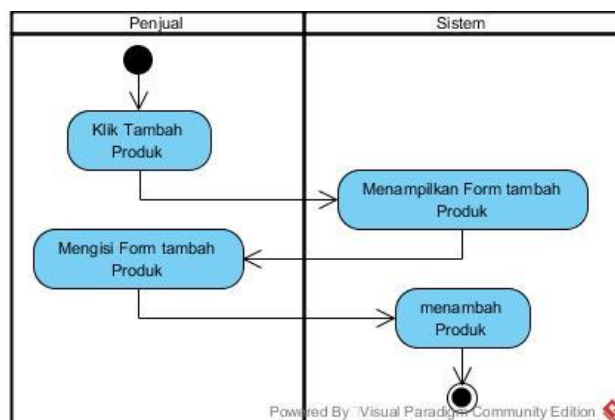 Penjual
Sistem
Klik Tambah
Produk
Menampilkan Form tambah
Produk
Mengisi Form tambah
Produk
menambah
Produk
Powered By Visual Paradigm Community Edition